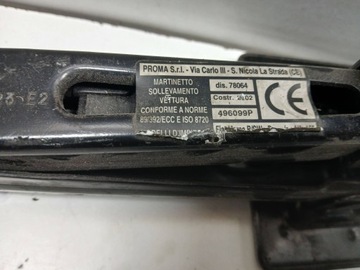 PROMA S.r.l. - Via Carlo III - S. Nicola La Strada (CE)
MARTINETTO
SOLLEVAMENTO
VETTURA
CONFORME A NORME
89/392/ECC E ISO 8720
dis. 78064
Costr.
496099P
CE